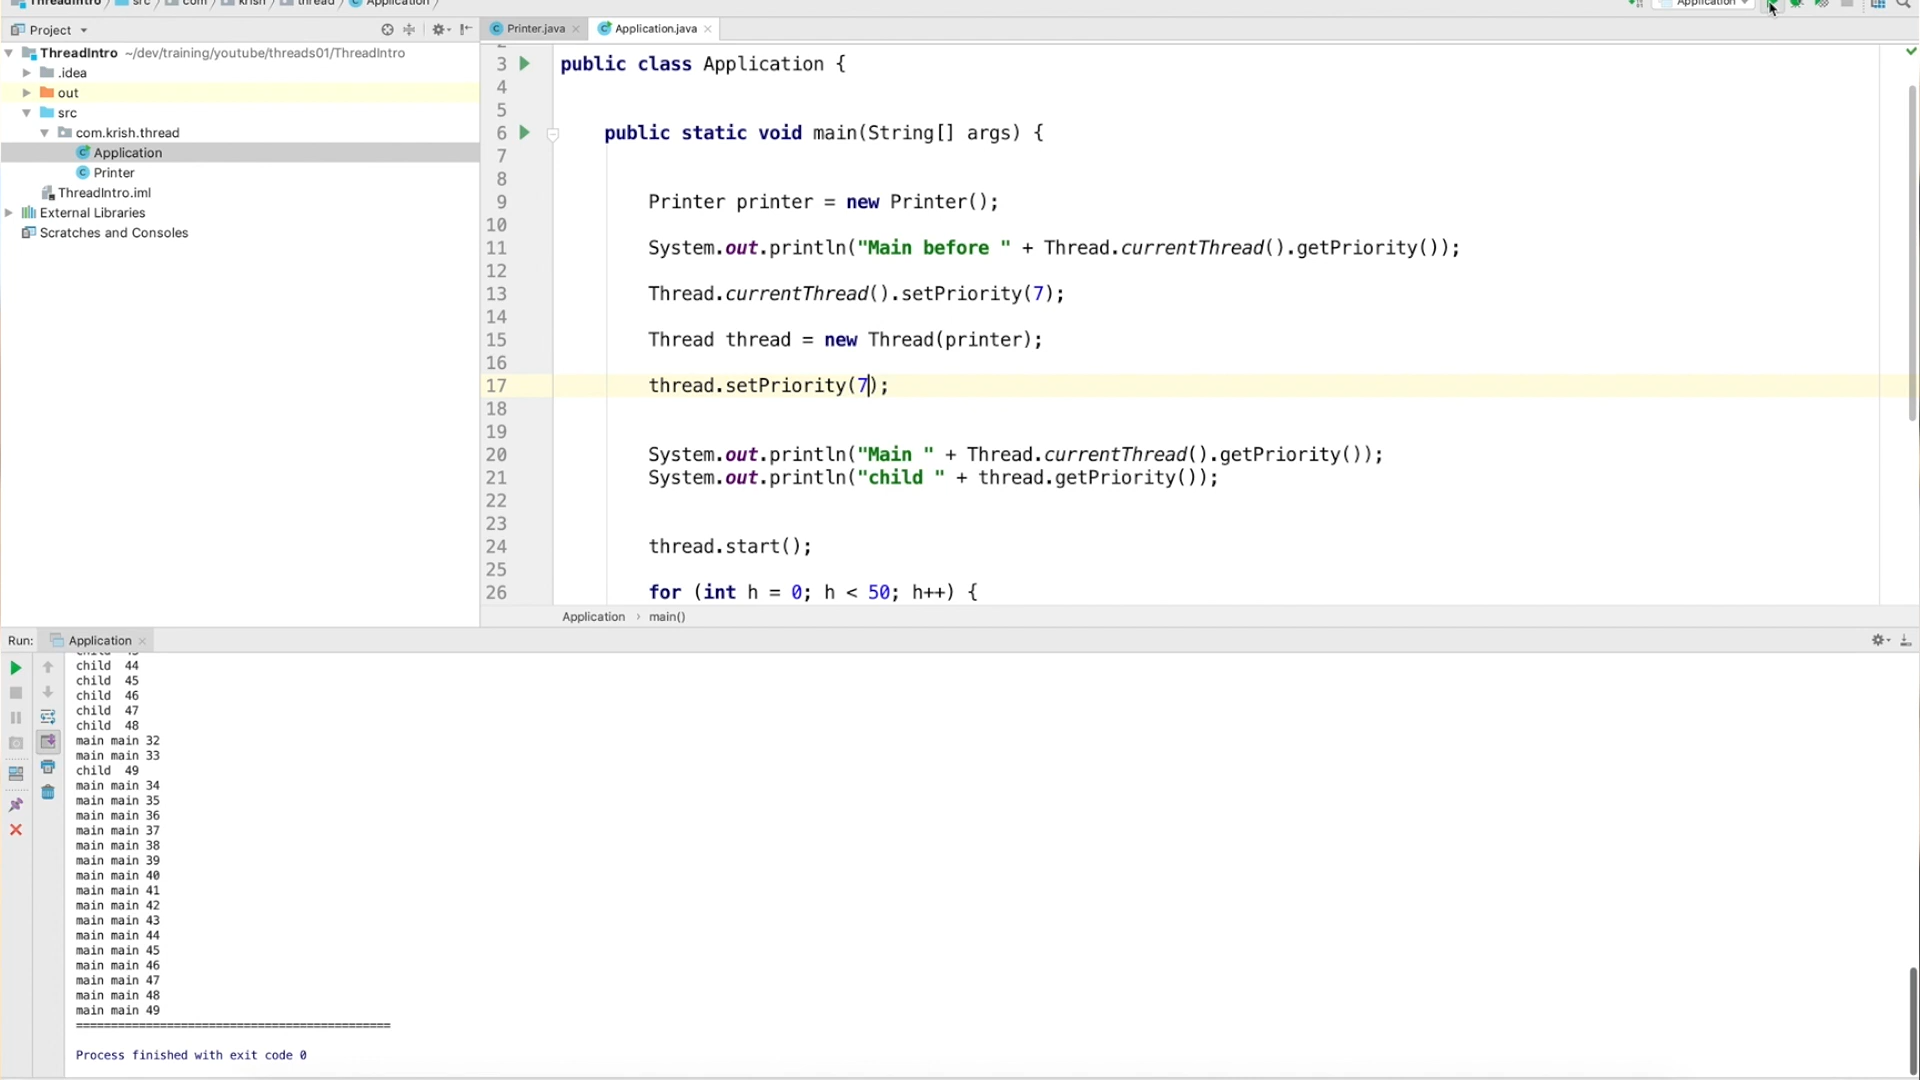 ThreadIntro src com krish thread Application
Application
Project
Printer.java
Application.java
ThreadIntro ~/dev/training/youtube/threads01/ThreadIntro
.idea
out
src
com.krish.thread
Application
Printer
ThreadIntro.iml
External Libraries
Scratches and Consoles
3 public class Application {
4
5
6 public static void main(String[] args) {
7
8
9 Printer printer = new Printer();
10
11 System.out.println("Main before " + Thread.currentThread().getPriority());
12
13 Thread.currentThread().setPriority(7);
14
15 Thread thread = new Thread(printer);
16
17 thread.setPriority(7);
18
19
20 System.out.println("Main " + Thread.currentThread().getPriority());
21 System.out.println("child " + thread.getPriority());
22
23
24 thread.start();
25
26 for (int h = 0; h < 50; h++) {
Application › main()
Run: Application
child 44
child 45
child 46
child 47
child 48
main main 32
main main 33
child 49
main main 34
main main 35
main main 36
main main 37
main main 38
main main 39
main main 40
main main 41
main main 42
main main 43
main main 44
main main 45
main main 46
main main 47
main main 48
main main 49
=============================================
Process finished with exit code 0